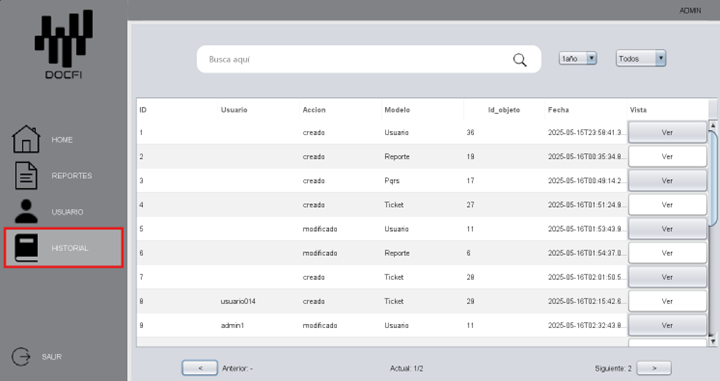 ADMIN
DOCFI
Busca aquí
1año
Todos
ID Usuario Accion Modelo Id_objeto Fecha Vista
1 creado Usuario 36 2025-05-15T23:58:41.3... Ver
2 creado Reporte 19 2025-05-16T00:35:34.8... Ver
3 creado Pqrs 17 2025-05-16T00:49:14.2... Ver
4 creado Ticket 27 2025-05-16T01:51:24.9... Ver
5 modificado Usuario 11 2025-05-16T01:53:43.9... Ver
6 modificado Reporte 6 2025-05-16T01:54:37.0... Ver
7 creado Ticket 28 2025-05-16T02:01:50.5... Ver
8 usuario014 creado Ticket 29 2025-05-16T02:15:42.6... Ver
9 admin1 modificado Usuario 11 2025-05-16T02:32:43.8... Ver
HOME
REPORTES
USUARIO
HISTORIAL
SALIR
< Anterior: - Actual: 1/2 Siguiente: 2 >